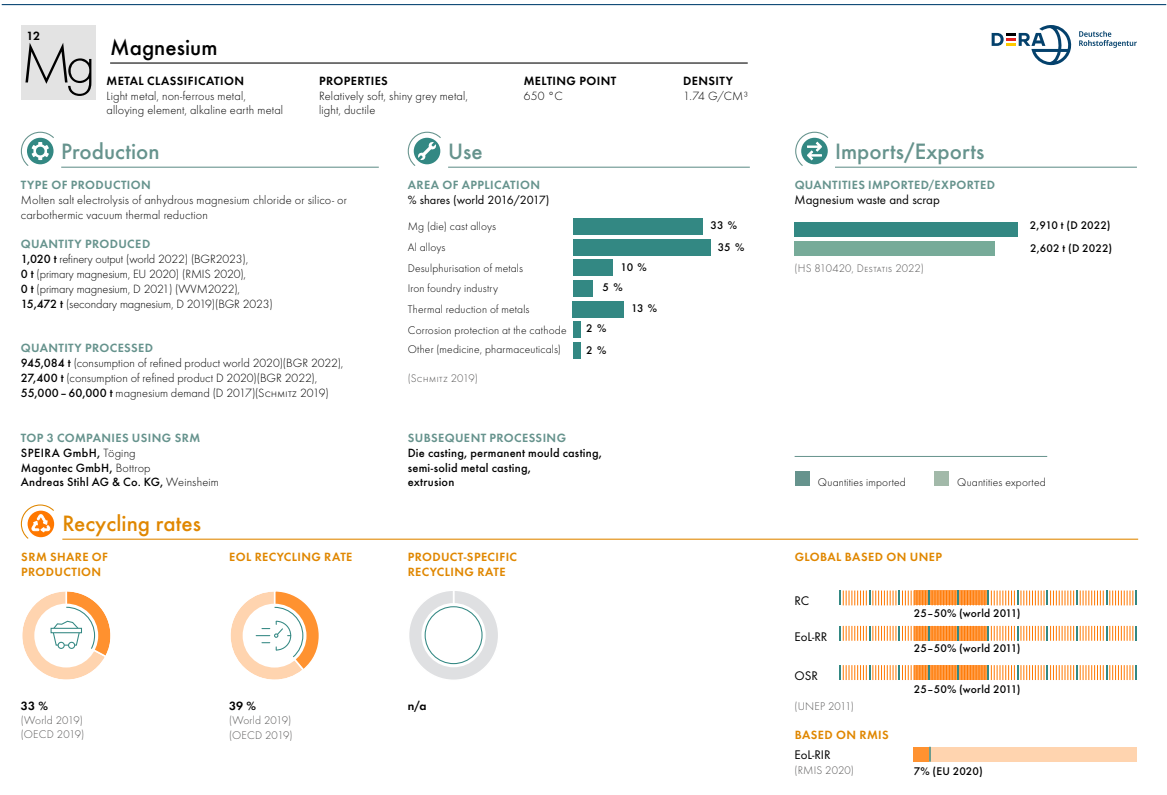 12
Mg
Magnesium
DERA Deutsche
Rohstoffagentur
METAL CLASSIFICATION
Light metal, non-ferrous metal,
alloying element, alkaline earth metal
PROPERTIES
Relatively soft, shiny grey metal,
light, ductile
MELTING POINT
650 °C
DENSITY
1.74 G/CM³
Production
TYPE OF PRODUCTION
Molten salt electrolysis of anhydrous magnesium chloride or silico- or
carbothermic vacuum thermal reduction
QUANTITY PRODUCED
1,020 t refinery output (world 2022) (BGR2023),
0 t (primary magnesium, EU 2020) (RMIS 2020),
0 t (primary magnesium, D 2021) (WVM2022),
15,472 t (secondary magnesium, D 2019)(BGR 2023)
QUANTITY PROCESSED
945,084 t (consumption of refined product world 2020)(BGR 2022),
27,400 t (consumption of refined product D 2020)(BGR 2022),
55,000 – 60,000 t magnesium demand (D 2017)(SCHMITZ 2019)
TOP 3 COMPANIES USING SRM
SPEIRA GmbH, Töging
Magontec GmbH, Bottrop
Andreas Stihl AG & Co. KG, Weinsheim
Use
AREA OF APPLICATION
% shares (world 2016/2017)
Mg (die) cast alloys 33 %
Al alloys 35 %
Desulphurisation of metals 10 %
Iron foundry industry 5 %
Thermal reduction of metals 13 %
Corrosion protection at the cathode 2 %
Other (medicine, pharmaceuticals) 2 %
(SCHMITZ 2019)
SUBSEQUENT PROCESSING
Die casting, permanent mould casting,
semi-solid metal casting,
extrusion
Imports/Exports
QUANTITIES IMPORTED/EXPORTED
Magnesium waste and scrap
2,910 t (D 2022)
2,602 t (D 2022)
(HS 810420, DESTATIS 2022)
Quantities imported Quantities exported
Recycling rates
SRM SHARE OF
PRODUCTION
33 %
(World 2019)
(OECD 2019)
EOL RECYCLING RATE
39 %
(World 2019)
(OECD 2019)
PRODUCT-SPECIFIC
RECYCLING RATE
n/a
GLOBAL BASED ON UNEP
RC
25–50% (world 2011)
EoL-RR
25–50% (world 2011)
OSR
25–50% (world 2011)
(UNEP 2011)
BASED ON RMIS
EoL-RIR
(RMIS 2020) 7% (EU 2020)